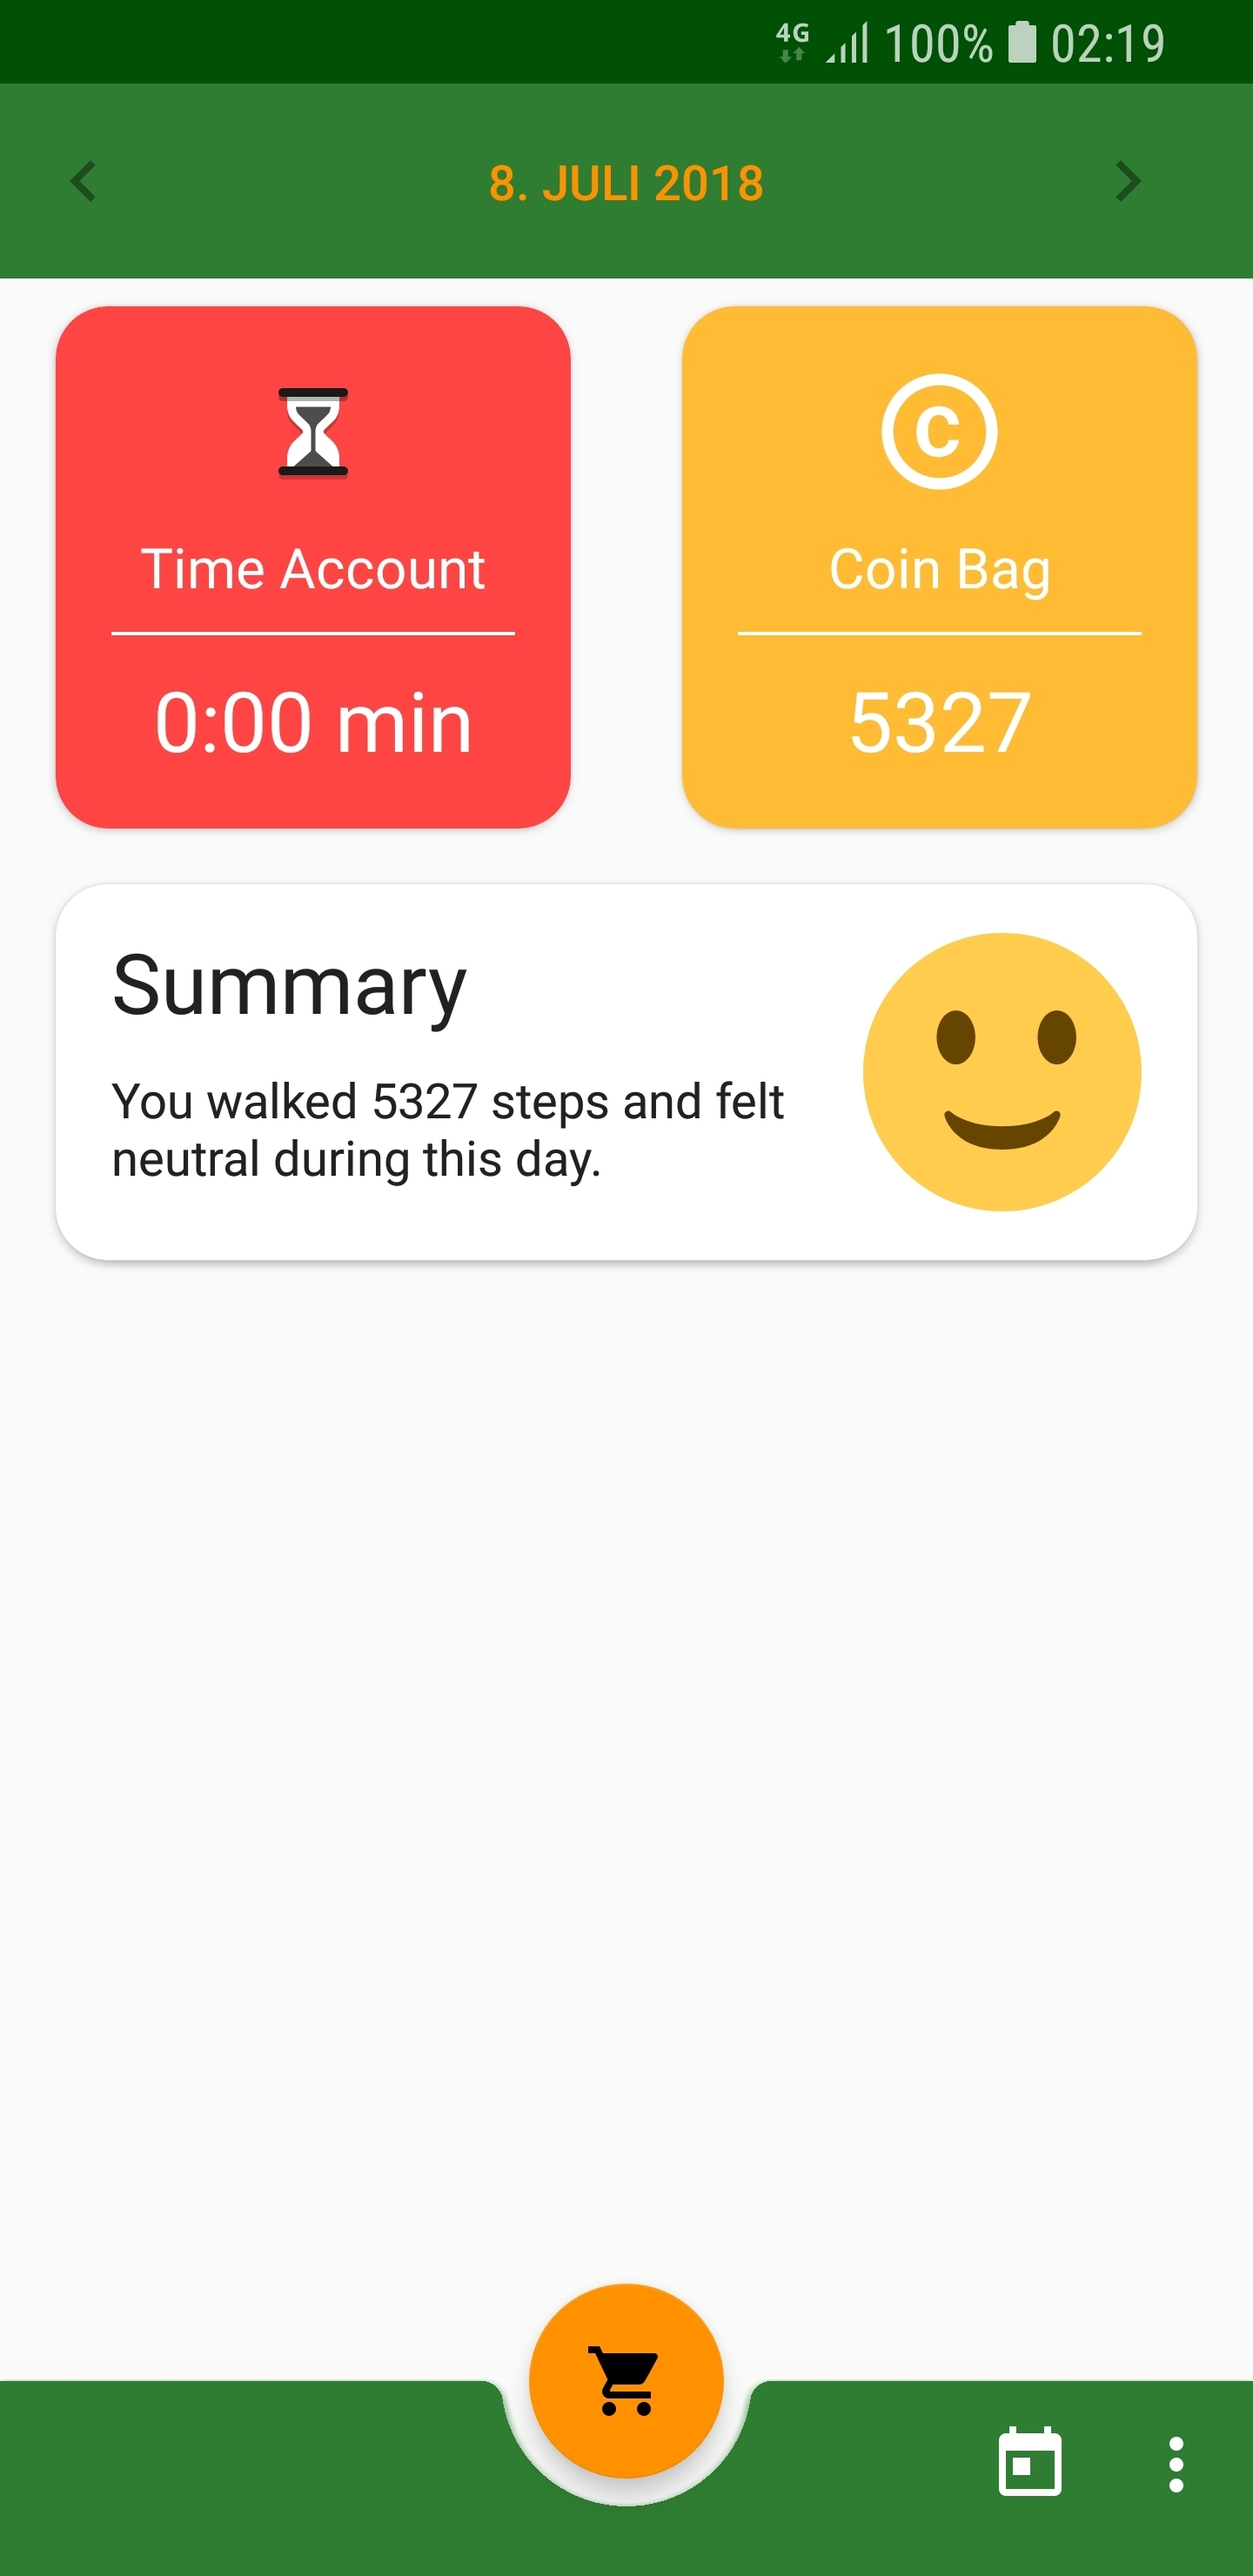 4G 100% 02:19
8. JULI 2018
C
Time Account
0:00 min
C
Coin Bag
5327
Summary
You walked 5327 steps and felt
neutral during this day.